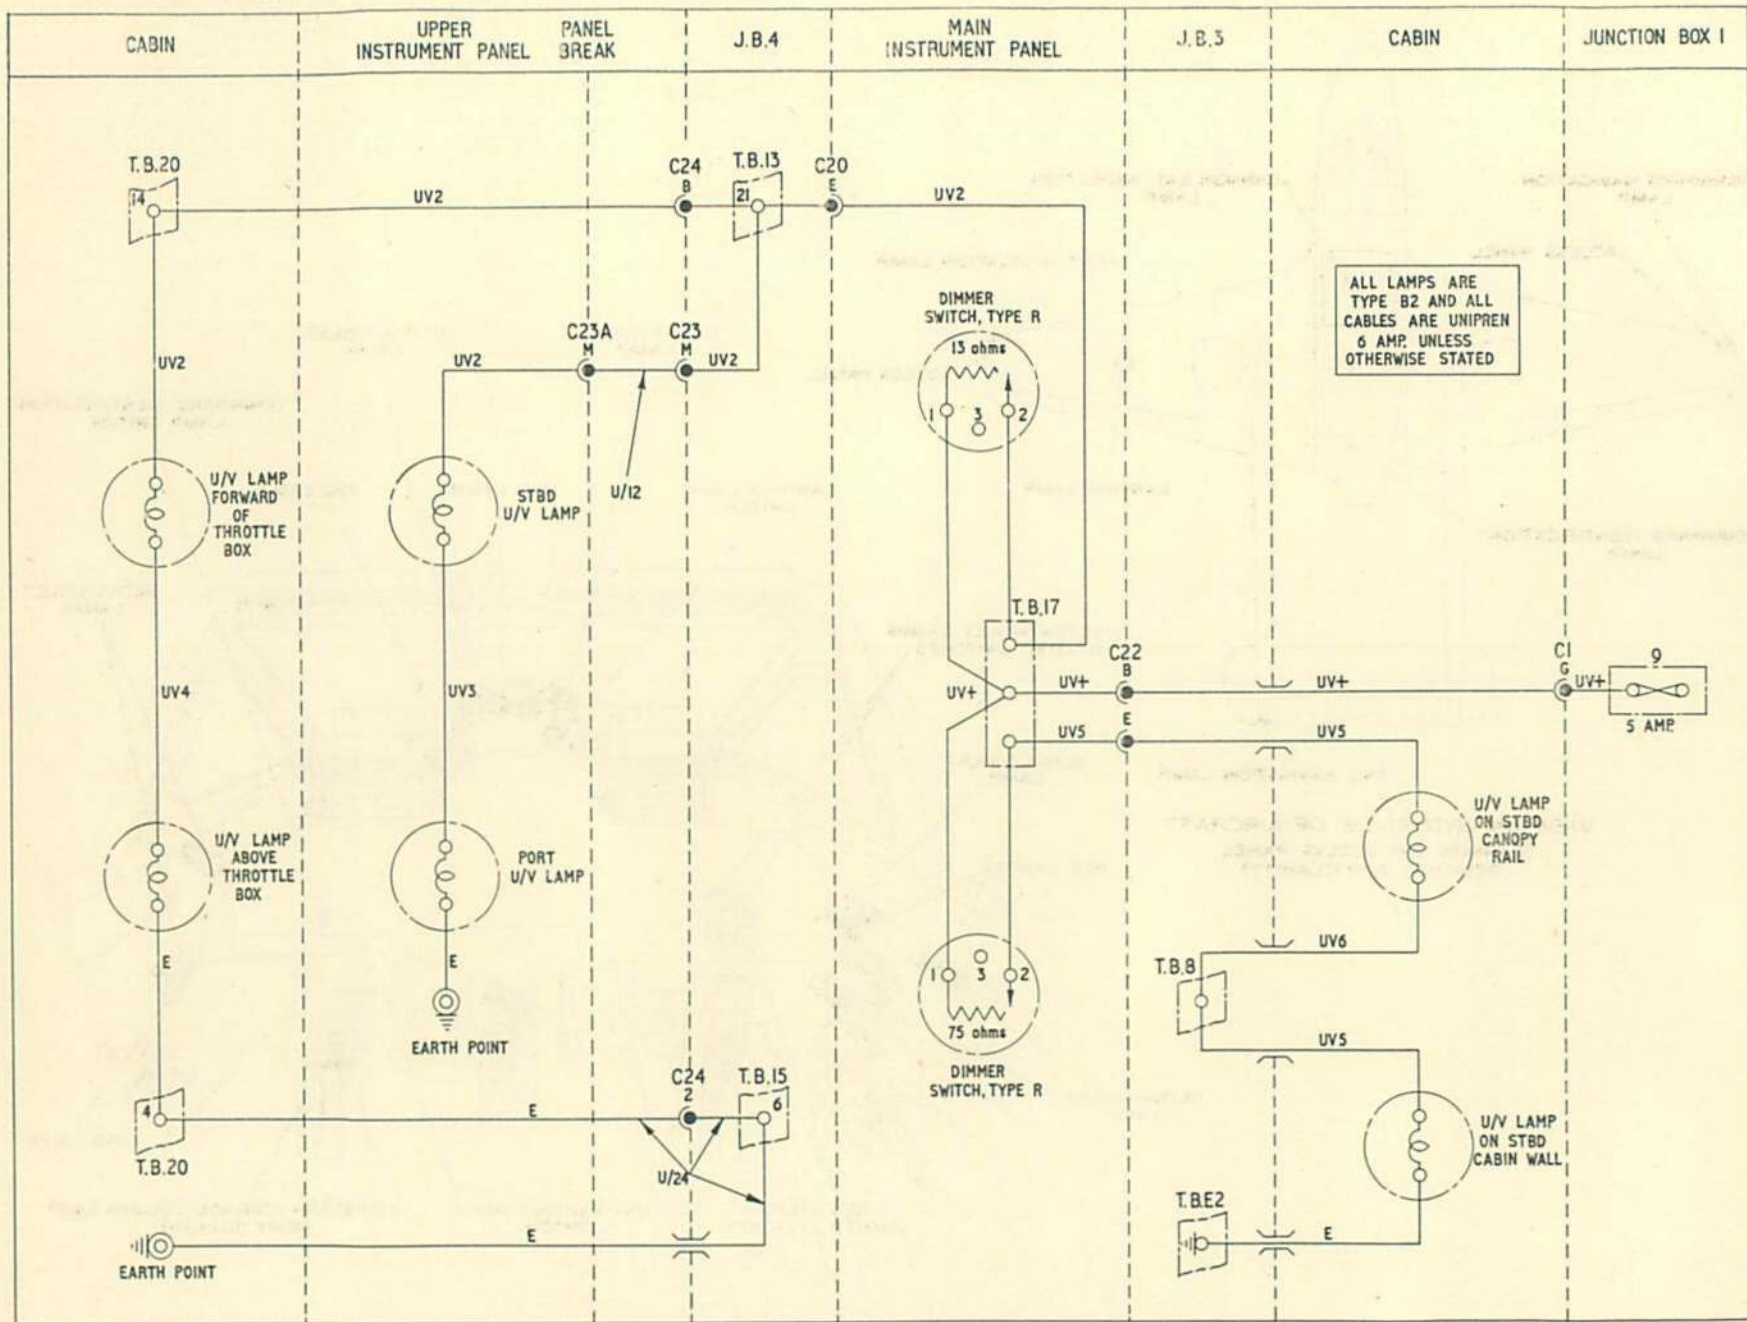 CABIN
UPPER
INSTRUMENT PANEL
PANEL
BREAK
J.B.4
MAIN
INSTRUMENT PANEL
J.B.3
CABIN
JUNCTION BOX 1
T.B.20
14
UV2
C24
B
T.B.13
21
C20
E
UV2
DIMMER
SWITCH, TYPE R
13 ohms
1
3
2
ALL LAMPS ARE
TYPE B2 AND ALL
CABLES ARE UNIPREN
6 AMP. UNLESS
OTHERWISE STATED
UV2
UV2
C23A
M
C23
M
UV2
U/12
U/V LAMP
FORWARD
OF
THROTTLE
BOX
STBD
U/V LAMP
T.B.17
UV4
UV3
UV+
UV+
C22
B
UV+
C1
G
UV+
9
5 AMP.
UV5
E
UV5
U/V LAMP
ABOVE
THROTTLE
BOX
PORT
U/V LAMP
U/V LAMP
ON STBD
CANOPY
RAIL
E
E
EARTH POINT
1
3
2
75 ohms
DIMMER
SWITCH, TYPE R
UV6
T.B.8
UV5
4
T.B.20
E
C24
2
T.B.15
6
U/24
U/V LAMP
ON STBD
CABIN WALL
T.B.E2
E
E
EARTH POINT